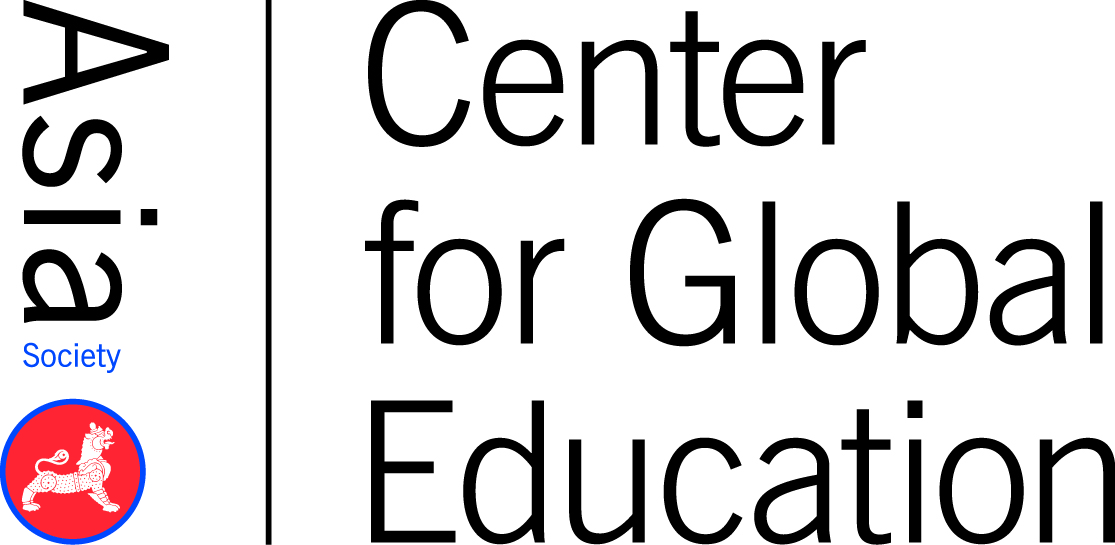 Asia
Society
Center
for Global
Education